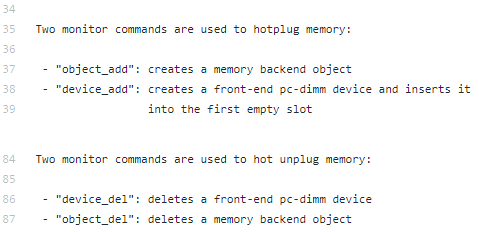 34
35 Two monitor commands are used to hotplug memory:
36
37 - "object_add": creates a memory backend object
38 - "device_add": creates a front-end pc-dimm device and inserts it
39 into the first empty slot
84 Two monitor commands are used to hot unplug memory:
85
86 - "device_del": deletes a front-end pc-dimm device
87 - "object_del": deletes a memory backend object